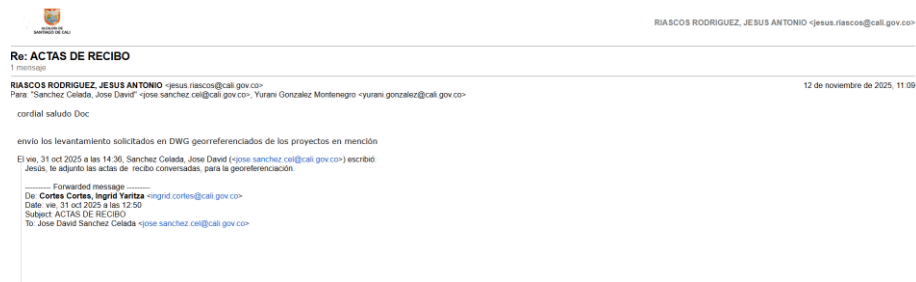 ALCALDÍA DE
SANTIAGO DE CALI
RIASCOS RODRIGUEZ, JESUS ANTONIO <jesus.riascos@cali.gov.co>
Re: ACTAS DE RECIBO
1 mensaje
RIASCOS RODRIGUEZ, JESUS ANTONIO <jesus.riascos@cali.gov.co> 12 de noviembre de 2025, 11:09
Para: "Sanchez Celada, Jose David" <jose.sanchez.cel@cali.gov.co>, Yurani Gonzalez Montenegro <yurani.gonzalez@cali.gov.co>
cordial saludo Doc
envio los levantamiento solicitados en DWG georreferenciados de los proyectos en mención
El vie, 31 oct 2025 a las 14:36, Sanchez Celada, Jose David (<jose.sanchez.cel@cali.gov.co>) escribió:
Jesús, te adjunto las actas de recibo conversadas, para la georeferenciación.
---------- Forwarded message ---------
De: Cortes Cortes, Ingrid Yaritza <ingrid.cortes@cali.gov.co>
Date: vie, 31 oct 2025 a las 12:50
Subject: ACTAS DE RECIBO
To: Jose David Sanchez Celada <jose.sanchez.cel@cali.gov.co>